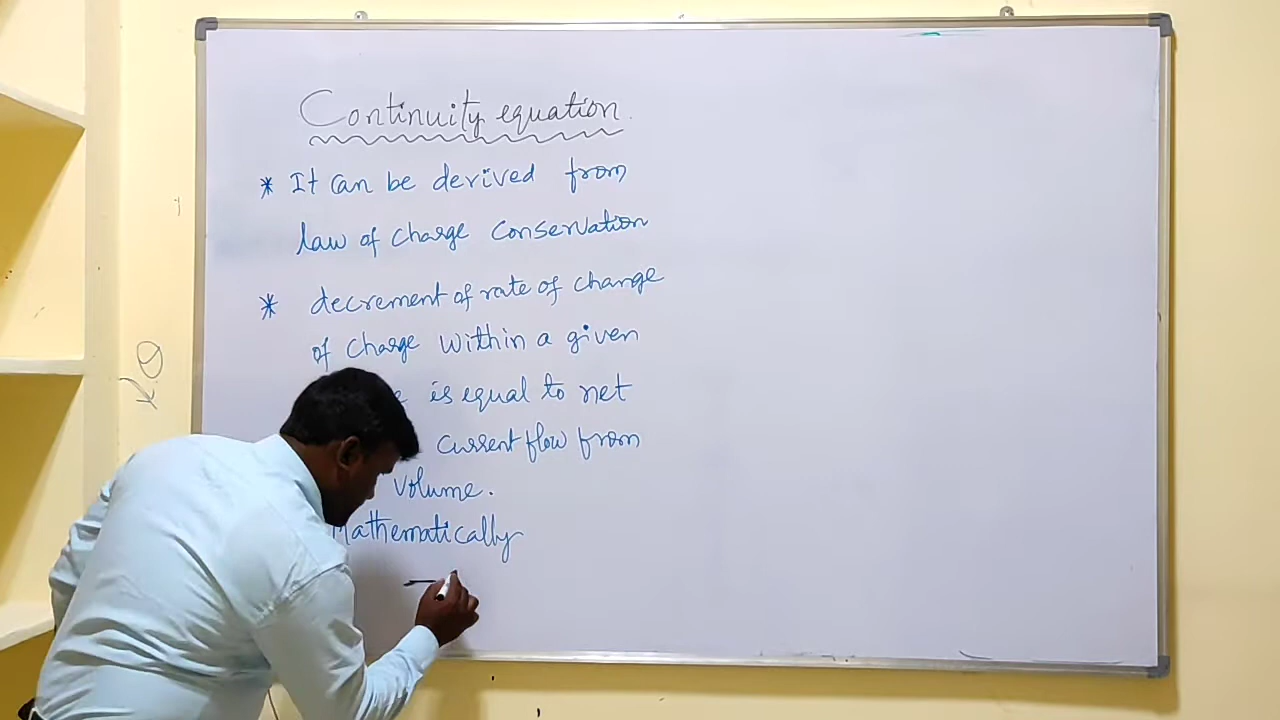 Continuity equation.
* It can be derived from
law of charge conservation
* decrement of rate of change
of charge within a given
is equal to net
current flow from
volume.
Mathematically
-
K.O